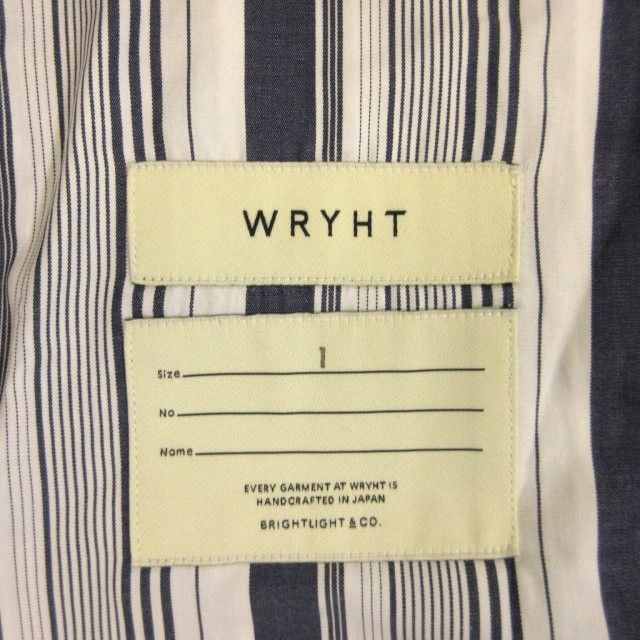 WRYHT
Size 1
No
Name
EVERY GARMENT AT WRYHT IS
HANDCRAFTED IN JAPAN
BRIGHTLIGHT & CO.